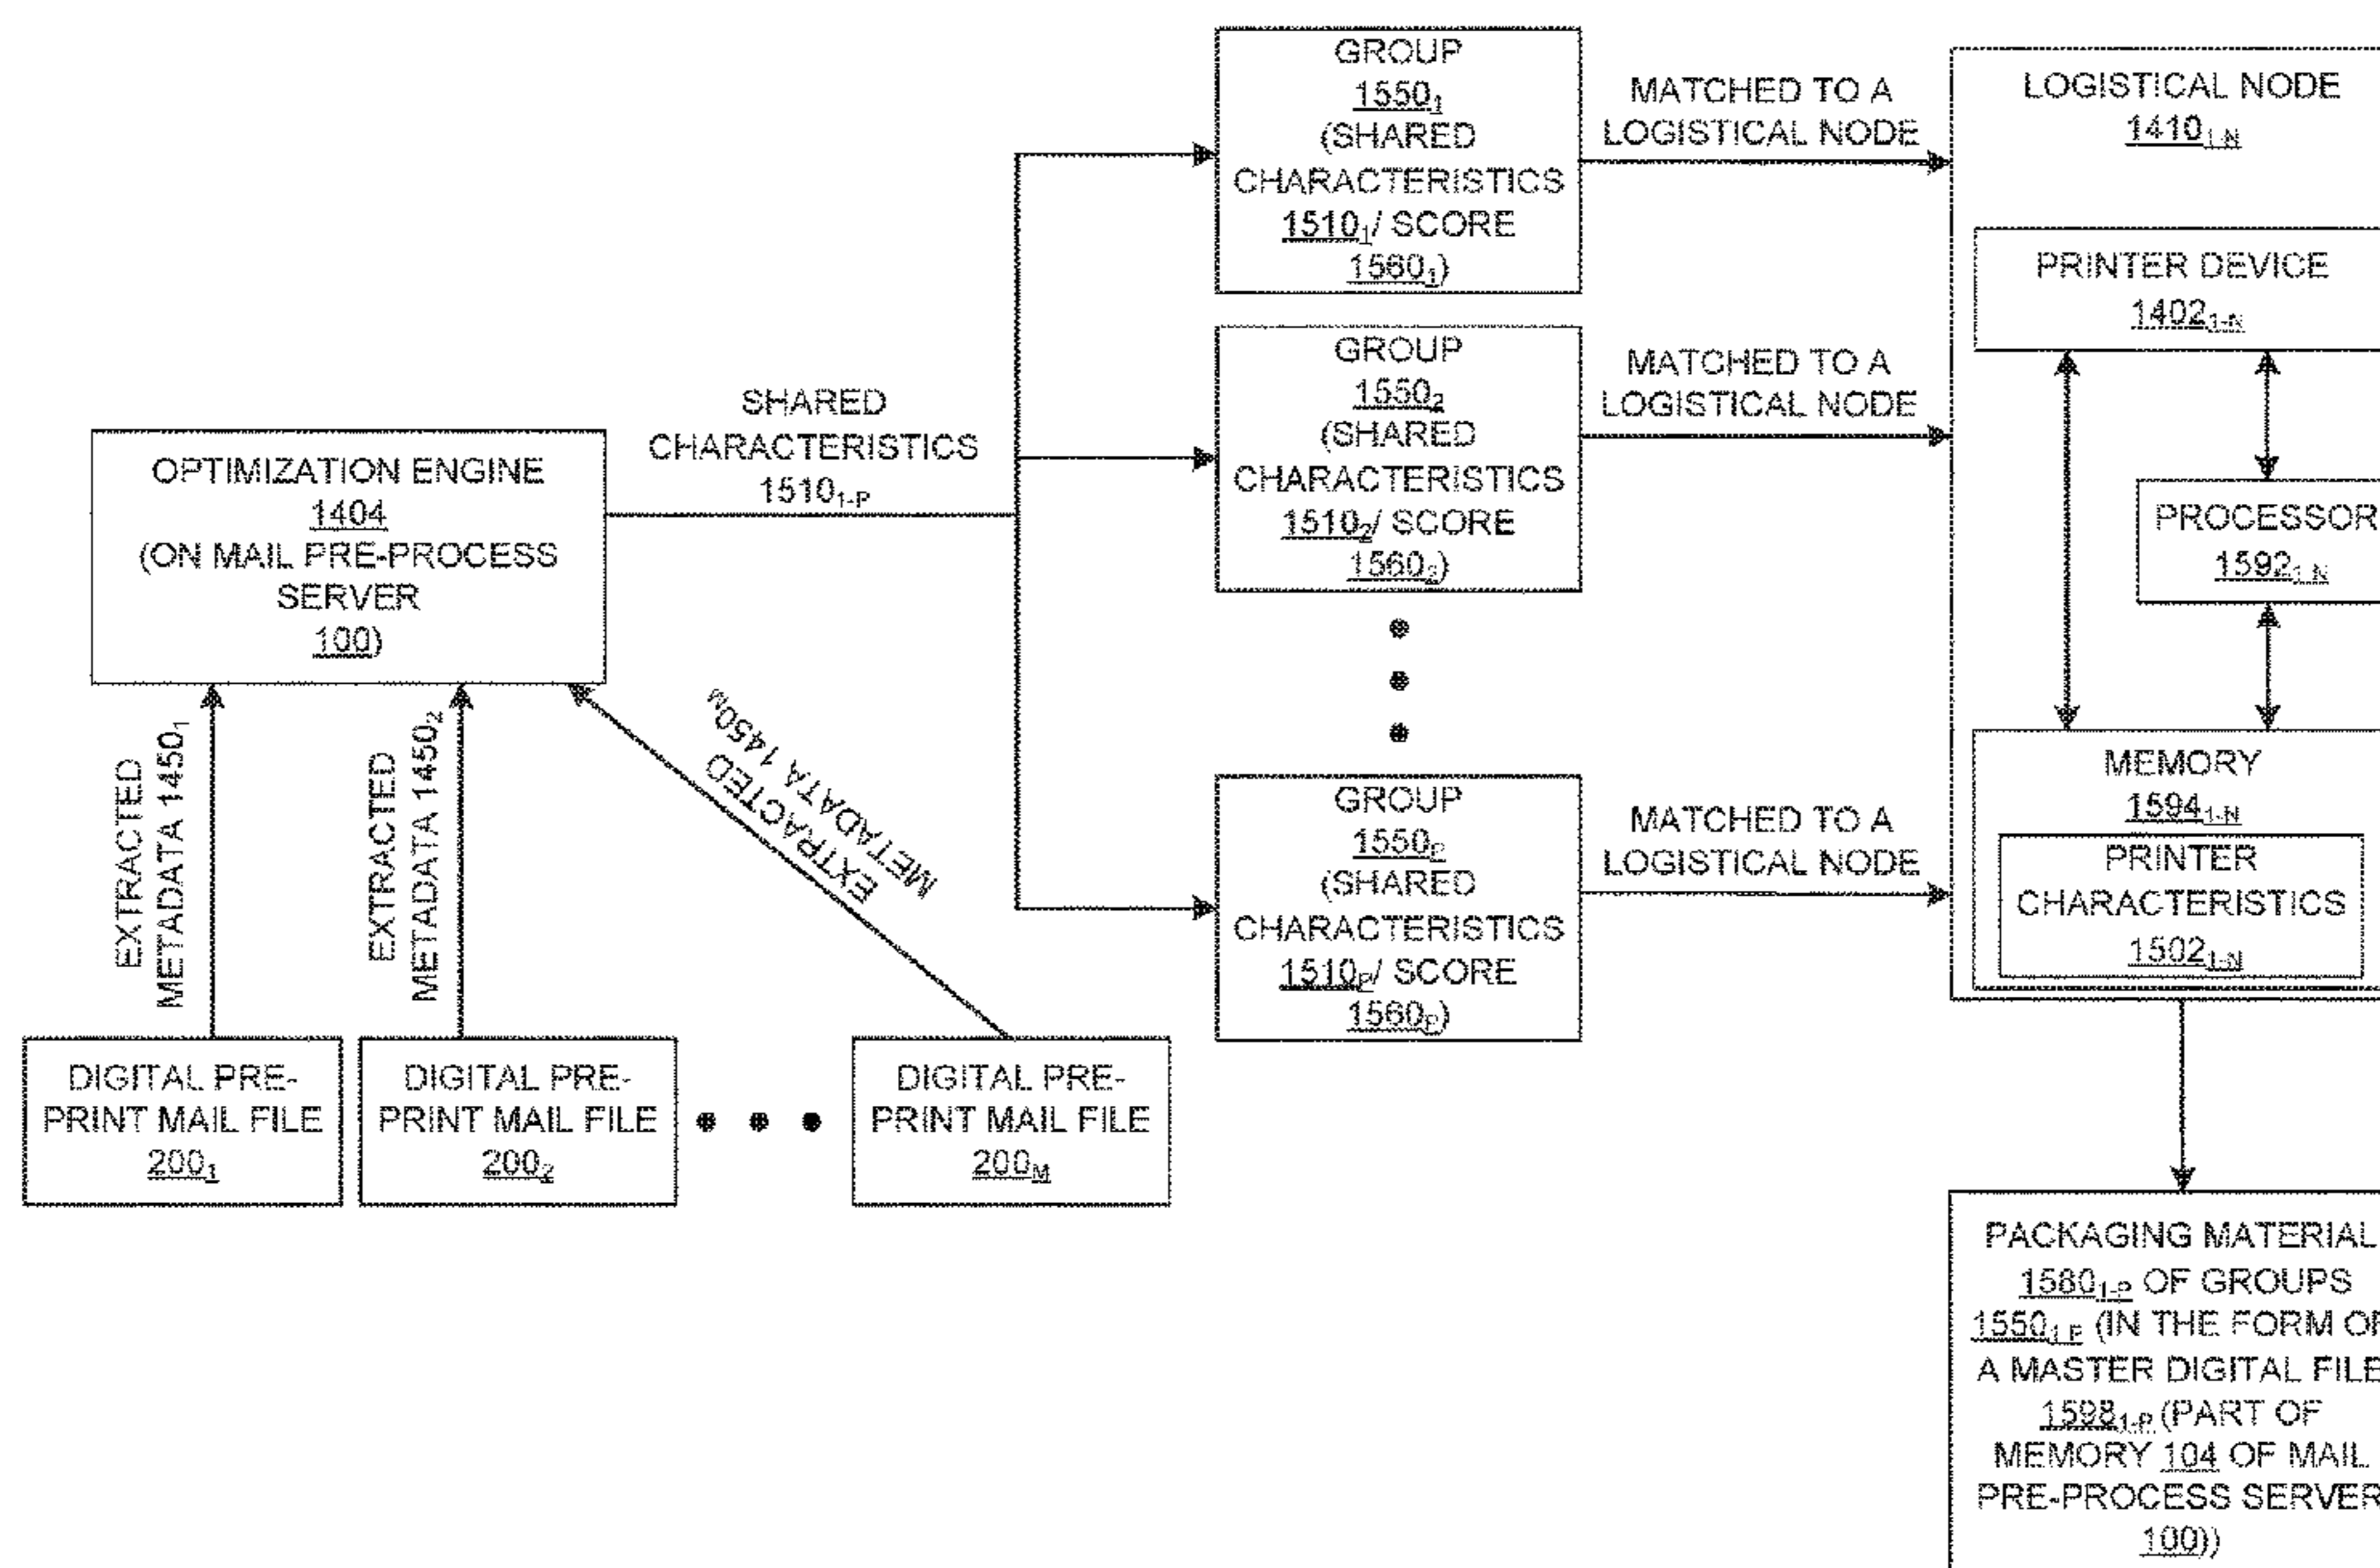 GROUP
1550₁
(SHARED
CHARACTERISTICS
1510₁/ SCORE
1560₁)
MATCHED TO A
LOGISTICAL NODE
LOGISTICAL NODE
1410₁₋N
PRINTER DEVICE
1402₁₋N
GROUP
1550₂
(SHARED
CHARACTERISTICS
1510₂/ SCORE
1560₂)
MATCHED TO A
LOGISTICAL NODE
SHARED
CHARACTERISTICS
1510₁₋P
OPTIMIZATION ENGINE
1404
(ON MAIL PRE-PROCESS
SERVER
100)
PROCESSOR
1592₁₋N
EXTRACTED
METADATA 1450₁
EXTRACTED
METADATA 1450₂
EXTRACTED
METADATA 1450M
GROUP
1550P
(SHARED
CHARACTERISTICS
1510P/ SCORE
1560P)
MATCHED TO A
LOGISTICAL NODE
MEMORY
1594₁₋N
PRINTER
CHARACTERISTICS
1502₁₋N
DIGITAL PRE-
PRINT MAIL FILE
200₁
DIGITAL PRE-
PRINT MAIL FILE
200₂
DIGITAL PRE-
PRINT MAIL FILE
200M
PACKAGING MATERIAL
1580₁₋P OF GROUPS
1550₁₋P (IN THE FORM OF
A MASTER DIGITAL FILE
1598₁₋P (PART OF
MEMORY 104 OF MAIL
PRE-PROCESS SERVER
100))